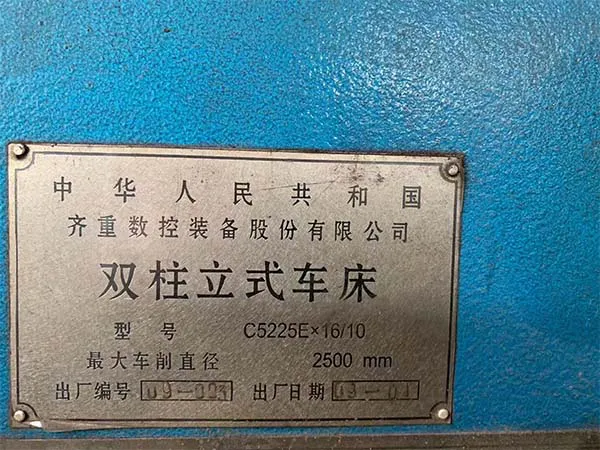 中华人民共和国
齐重数控装备股份有限公司
双柱立式车床
型号 C5225E×16/10
最大车削直径 2500 mm
出厂编号 09-003 出厂日期